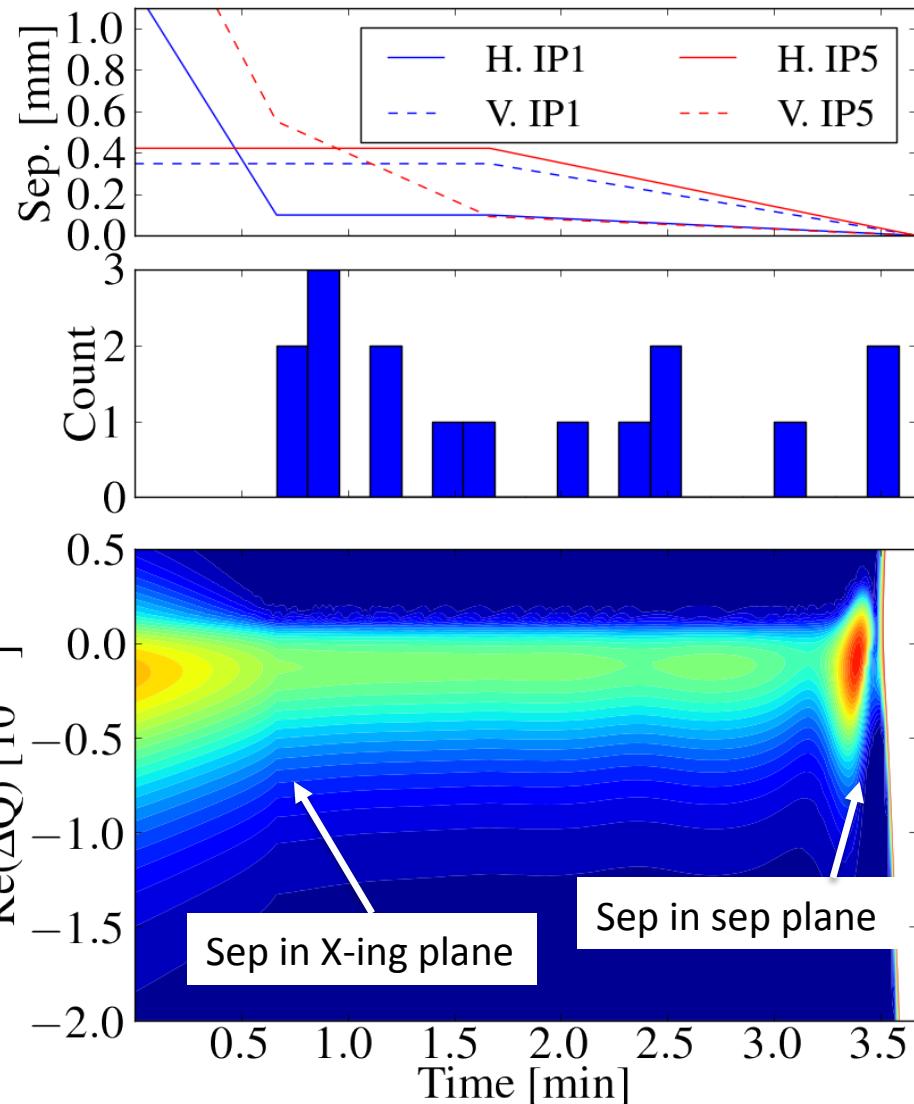 1.0
0.8
0.6
0.4
0.2
0.0
Sep. [mm]
H. IP1
H. IP5
V. IP1
V. IP5
3
2
1
0
Count
0.5
0.0
−0.5
−1.0
−1.5
−2.0
Re(ΔQ) [10
Sep in X-ing plane
Sep in sep plane
0.5 1.0 1.5 2.0 2.5 3.0 3.5
Time [min]